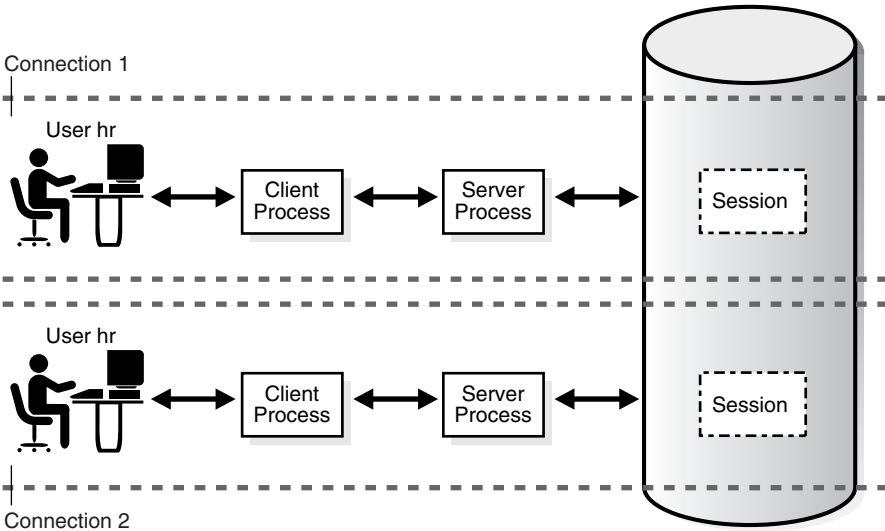 Connection 1
User hr
Client
Process
Server
Process
Session
User hr
Client
Process
Server
Process
Session
Connection 2